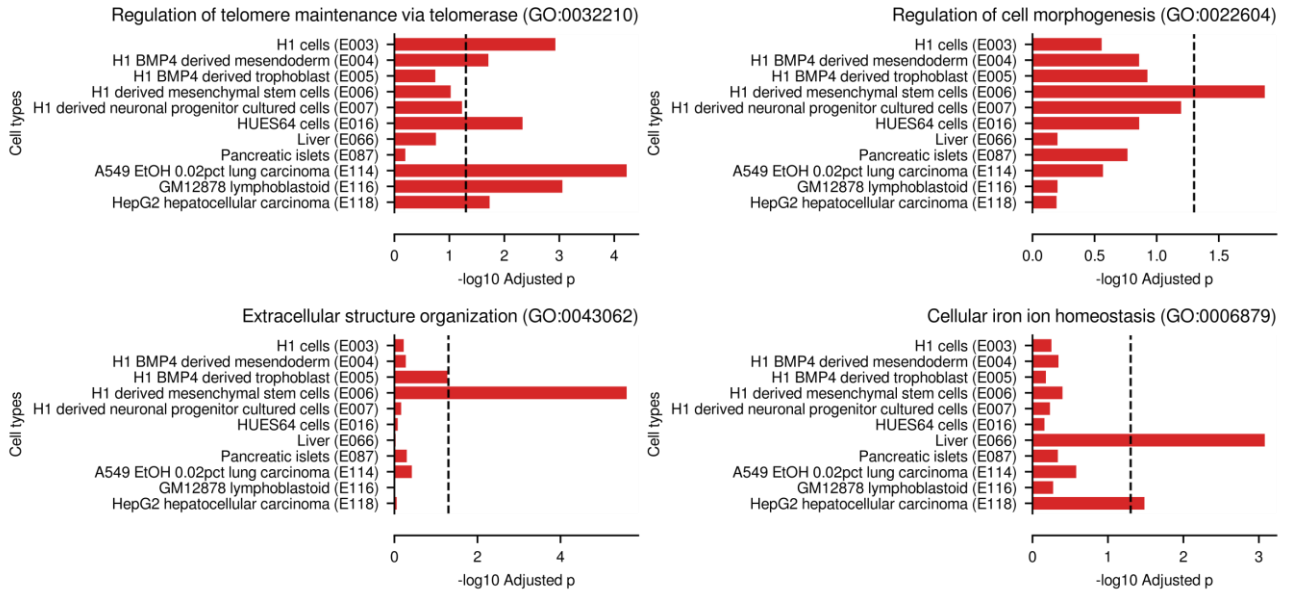 Regulation of telomere maintenance via telomerase (GO:0032210)
Cell types
H1 cells (E003)
H1 BMP4 derived mesendoderm (E004)
H1 BMP4 derived trophoblast (E005)
H1 derived mesenchymal stem cells (E006)
H1 derived neuronal progenitor cultured cells (E007)
HUES64 cells (E016)
Liver (E066)
Pancreatic islets (E087)
A549 EtOH 0.02pct lung carcinoma (E114)
GM12878 lymphoblastoid (E116)
HepG2 hepatocellular carcinoma (E118)
0 1 2 3 4
-log10 Adjusted p
Regulation of cell morphogenesis (GO:0022604)
Cell types
H1 cells (E003)
H1 BMP4 derived mesendoderm (E004)
H1 BMP4 derived trophoblast (E005)
H1 derived mesenchymal stem cells (E006)
H1 derived neuronal progenitor cultured cells (E007)
HUES64 cells (E016)
Liver (E066)
Pancreatic islets (E087)
A549 EtOH 0.02pct lung carcinoma (E114)
GM12878 lymphoblastoid (E116)
HepG2 hepatocellular carcinoma (E118)
0.0 0.5 1.0 1.5
-log10 Adjusted p
Extracellular structure organization (GO:0043062)
Cell types
H1 cells (E003)
H1 BMP4 derived mesendoderm (E004)
H1 BMP4 derived trophoblast (E005)
H1 derived mesenchymal stem cells (E006)
H1 derived neuronal progenitor cultured cells (E007)
HUES64 cells (E016)
Liver (E066)
Pancreatic islets (E087)
A549 EtOH 0.02pct lung carcinoma (E114)
GM12878 lymphoblastoid (E116)
HepG2 hepatocellular carcinoma (E118)
0 2 4
-log10 Adjusted p
Cellular iron ion homeostasis (GO:0006879)
Cell types
H1 cells (E003)
H1 BMP4 derived mesendoderm (E004)
H1 BMP4 derived trophoblast (E005)
H1 derived mesenchymal stem cells (E006)
H1 derived neuronal progenitor cultured cells (E007)
HUES64 cells (E016)
Liver (E066)
Pancreatic islets (E087)
A549 EtOH 0.02pct lung carcinoma (E114)
GM12878 lymphoblastoid (E116)
HepG2 hepatocellular carcinoma (E118)
0 1 2 3
-log10 Adjusted p